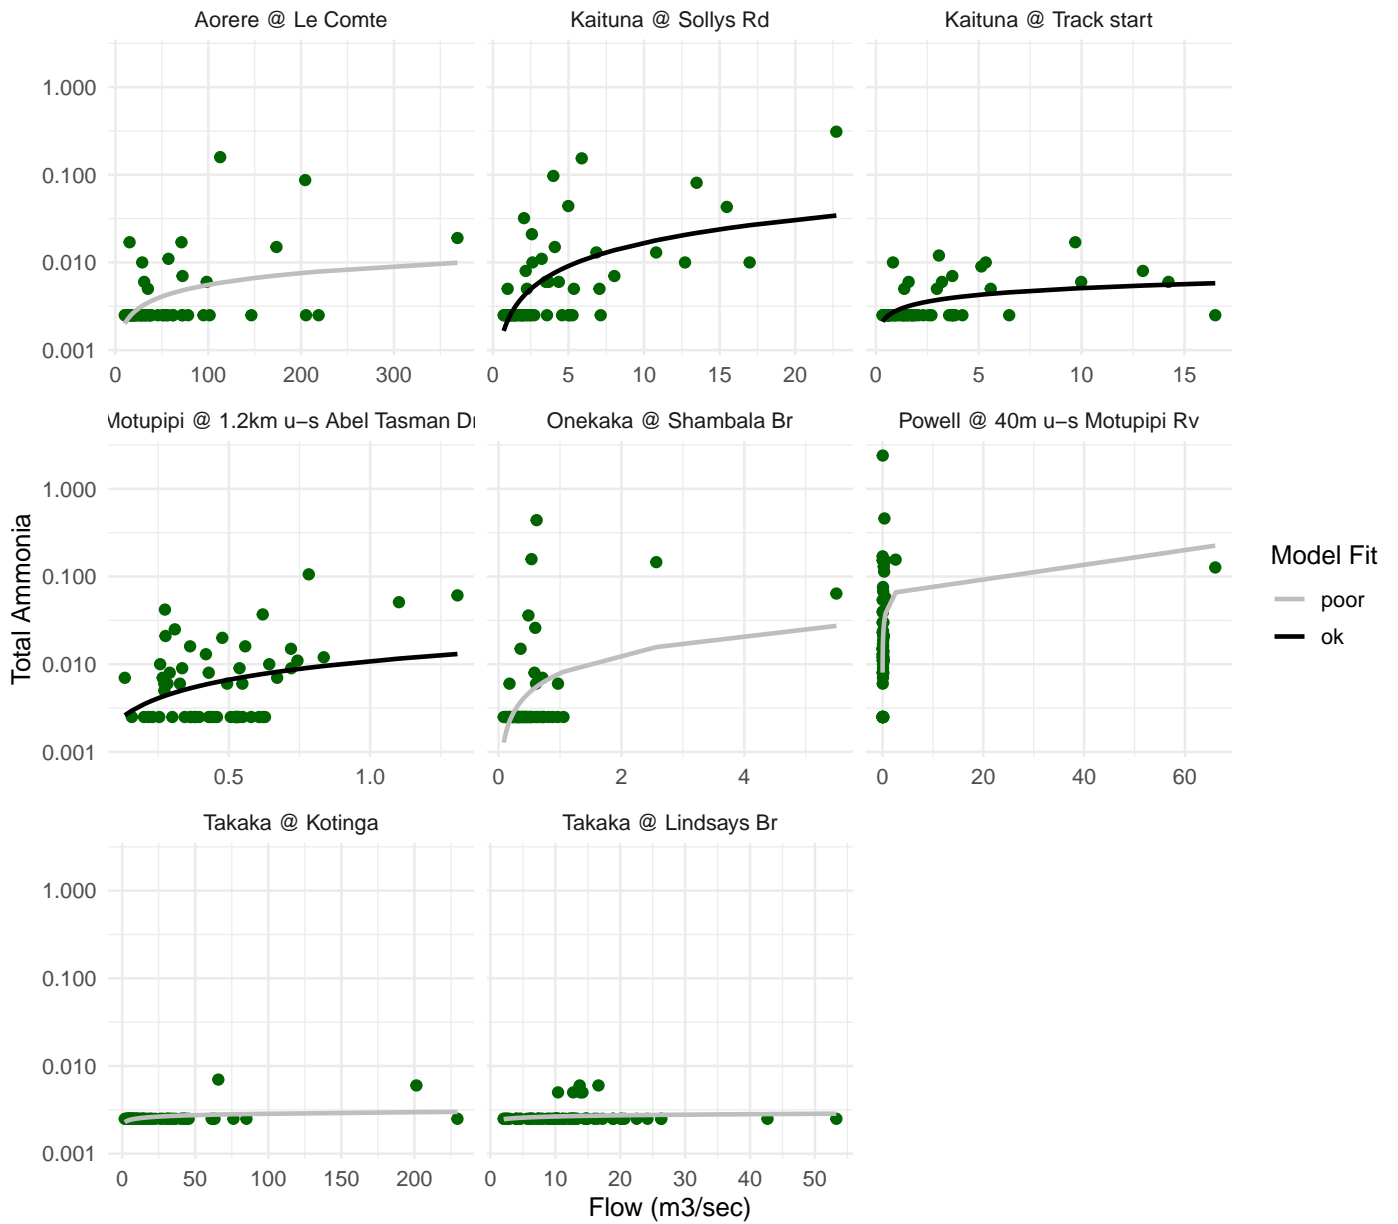 Aorere @ Le Comte
Kaituna @ Sollys Rd
Kaituna @ Track start
1.000
0.100
0.010
0.001
0 100 200 300
0 5 10 15 20
0 5 10 15
Motupipi @ 1.2km u−s Abel Tasman Dr
Onekaka @ Shambala Br
Powell @ 40m u−s Motupipi Rv
1.000
0.100
0.010
0.001
0.5 1.0
0 2 4
0 20 40 60
Takaka @ Kotinga
Takaka @ Lindsays Br
1.000
0.100
0.010
0.001
0 50 100 150 200
0 10 20 30 40 50
Total Ammonia
Flow (m3/sec)
Model Fit
poor
ok